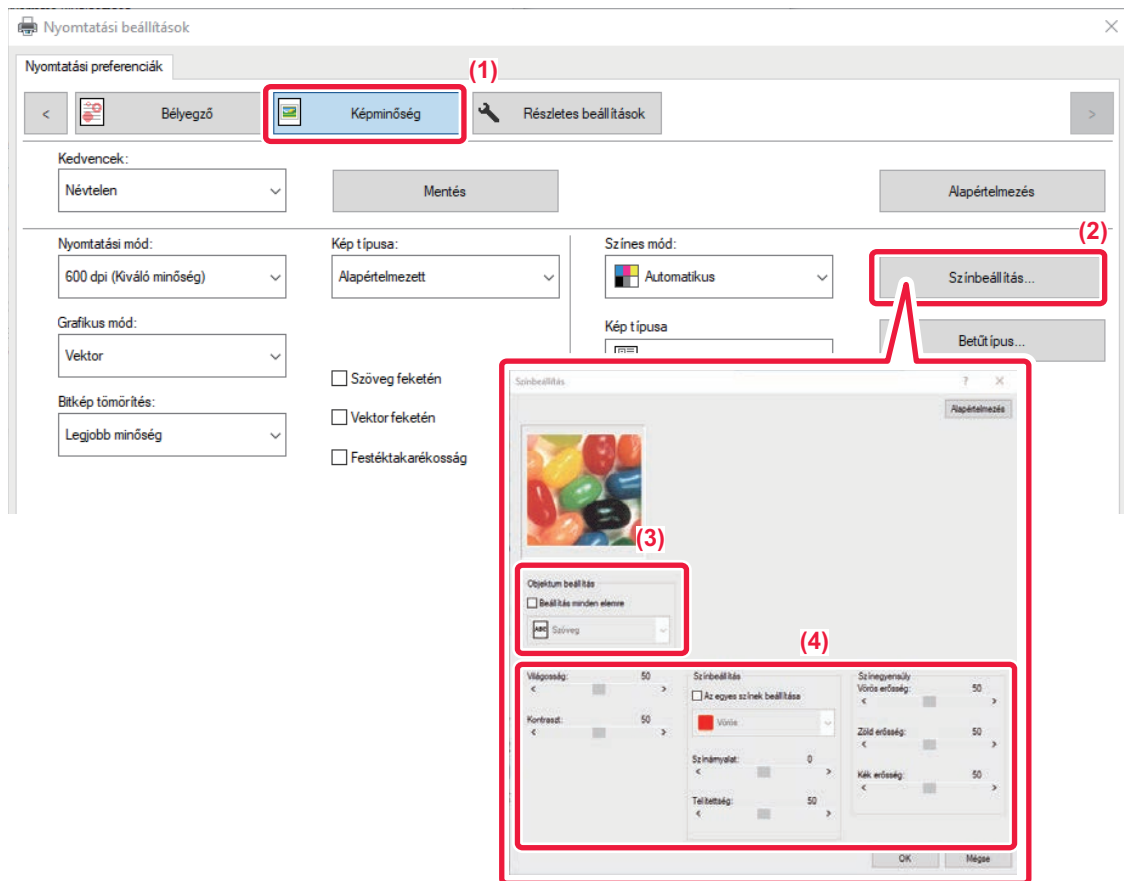 Nyomtatási beállítások
Nyomtatási preferenciák
(1)
<
Bélyegző
Képminőség
Részletes beállítások
>
Kedvencek:
Névtelen
Mentés
Alapértelmezés
(2)
Nyomtatási mód:
Kép típusa:
Színes mód:
600 dpi (Kiváló minőség)
Alapértelmezett
Automatikus
Színbeállítás...
Grafikus mód:
Kép típusa
Vektor
Betűtípus...
Szöveg feketén
Bitkép tömörítés:
Vektor feketén
Legjobb minőség
Festéktakarékosság
Színbeállítás
?
Alapértelmezés
(3)
Objektum beállítás
Beállítás minden elemre
ABC Szöveg
(4)
Világosság: 50
< >
Kontraszt: 50
< >
Színbeállítás
Az egyes színek beállítása
Vörös
Színárnyalat: 0
< >
Telítettség: 50
< >
Színegyensúly
Vörös erősség: 50
< >
Zöld erősség: 50
< >
Kék erősség: 50
< >
OK
Mégse